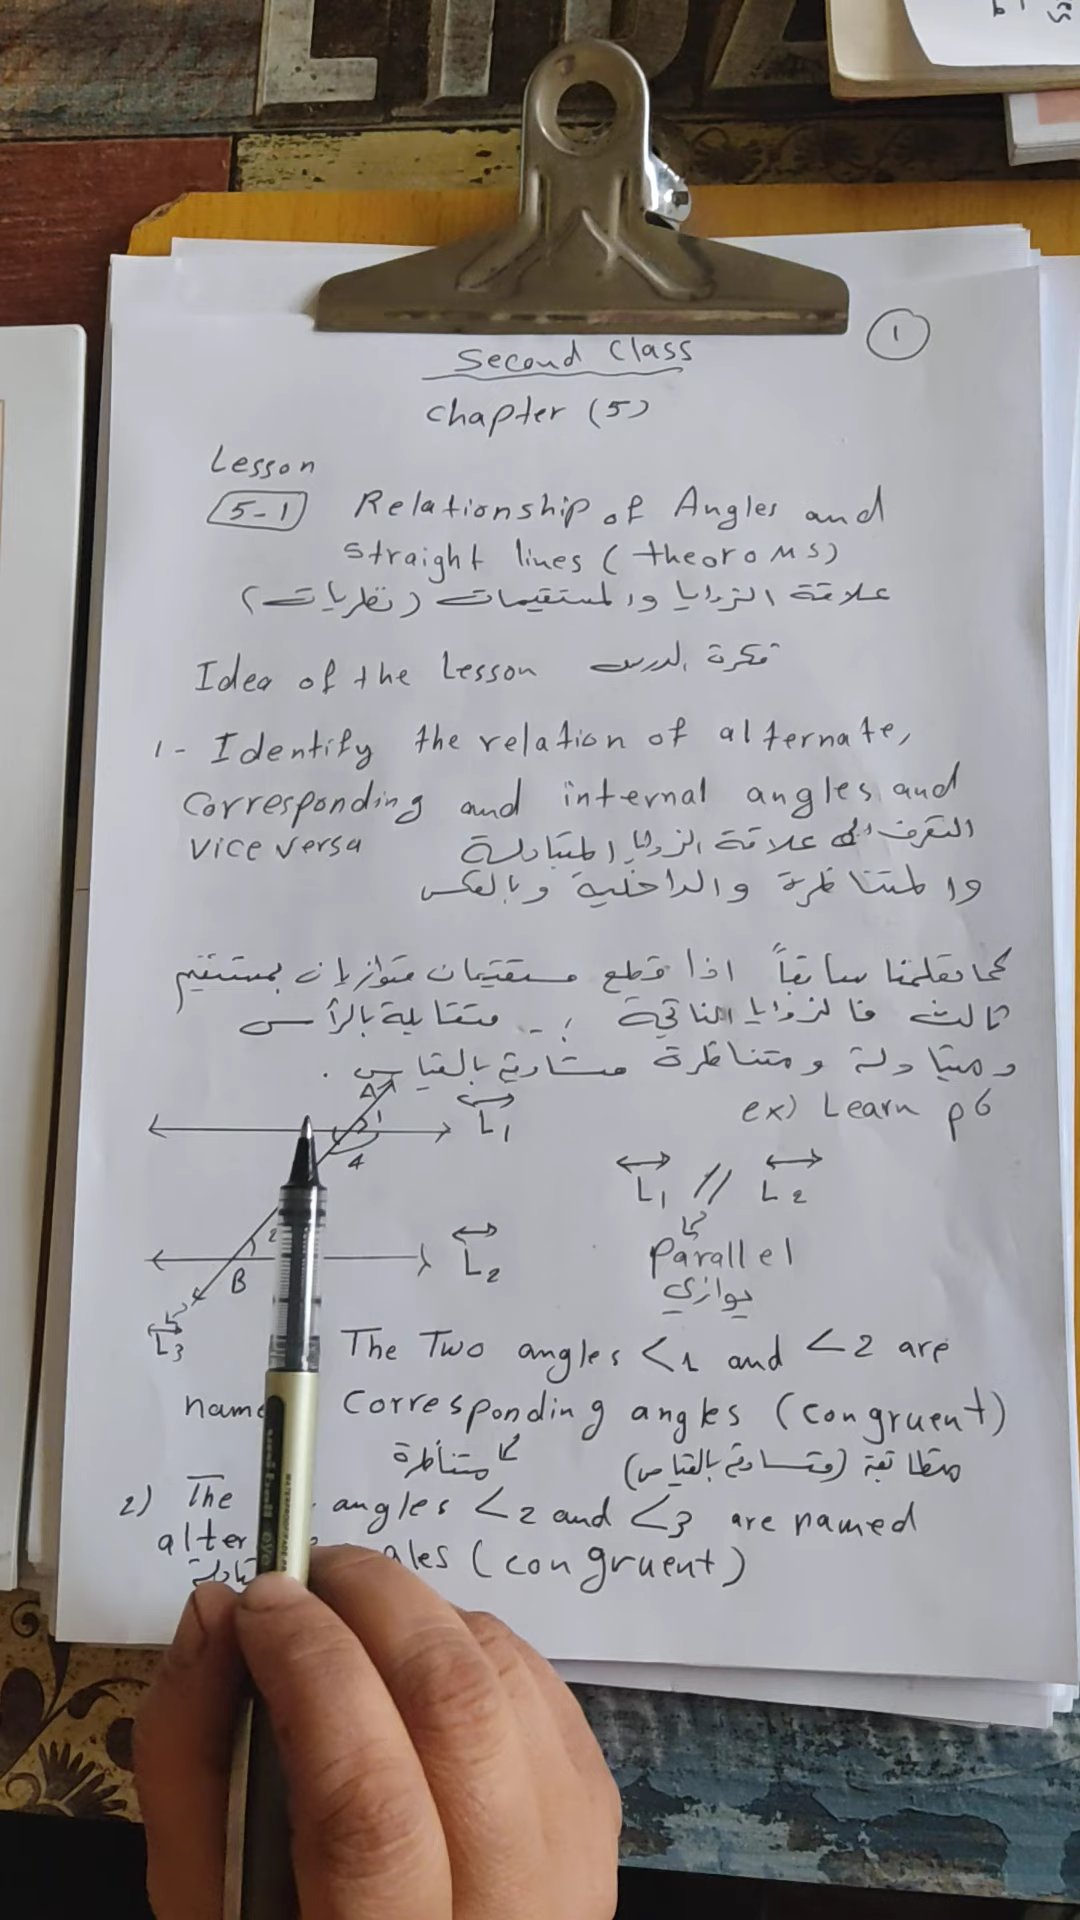 1
Second Class
Chapter (5)
Lesson
5-1 Relationship of Angles and
straight lines (theoroms)
علاقة الزوايا والمستقيمات (نظريات)
Idea of the Lesson فكرة الدرس
1- Identify the relation of alternate,
Corresponding and internal angles and
vice versa التعرف الى علاقة الزوايا المتبادلة
والمتناظرة والداخلية وبالعكس
كما تعلمنا سابقاً اذا قطع مستقيمان متوازيان بمستقيم
ثالث فالزوايا الناتجة :- متقابلة بالرأس
ومتبادلة ومتناظرة متساوية بالقياس.
ex) Learn p6
A 1 L1
4
L1 // L2
2 L2
B
Parallel
يوازي
L3
The Two angles <1 and <2 are
name Corresponding angles (congruent)
متناظرة متطابقة (متساوية بالقياس)
2) The angles <2 and <3 are named
alter gles (congruent)